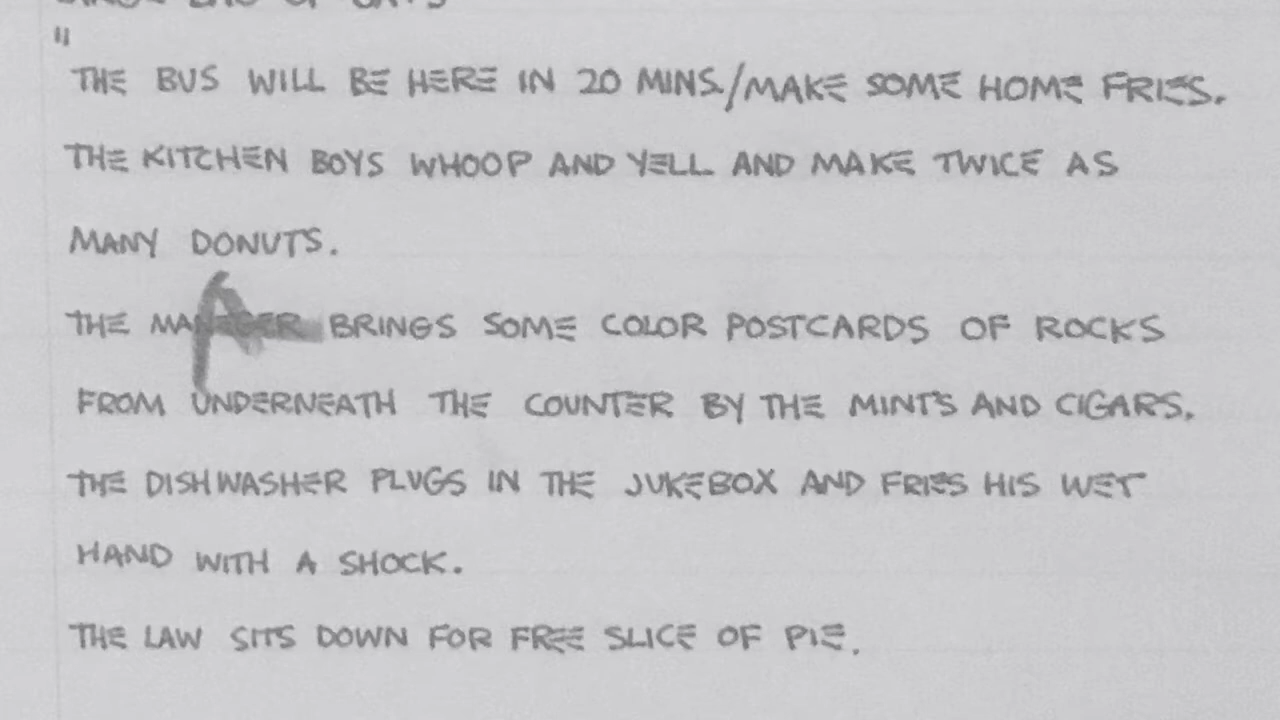 "
THE BUS WILL BE HERE IN 20 MINS./MAKE SOME HOME FRIES.
THE KITCHEN BOYS WHOOP AND YELL AND MAKE TWICE AS
MANY DONUTS.
THE BRINGS SOME COLOR POSTCARDS OF ROCKS
FROM UNDERNEATH THE COUNTER BY THE MINTS AND CIGARS.
THE DISHWASHER PLUGS IN THE JUKEBOX AND FRIES HIS WET
HAND WITH A SHOCK.
THE LAW SITS DOWN FOR FREE SLICE OF PIE.